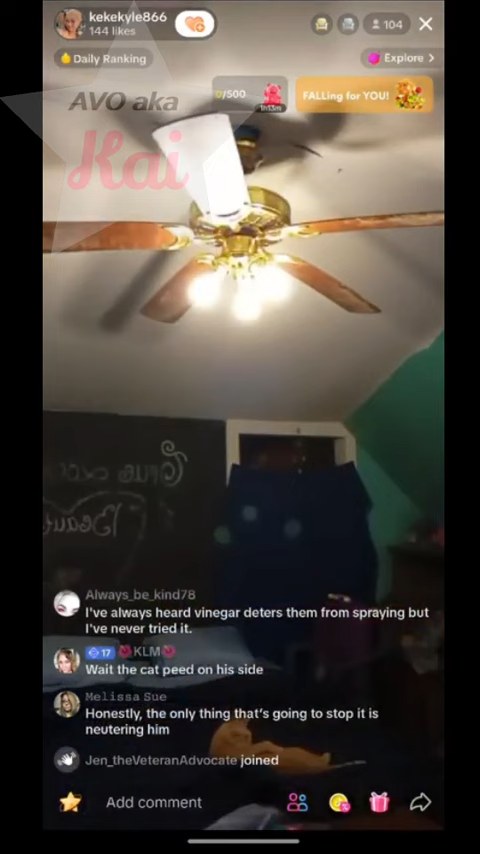 kekekyle866
144 likes
104
Daily Ranking
Explore >
AVO aka
Kai
0/500
1h13m
FALLing for YOU!
Always_be_kind78
I've always heard vinegar deters them from spraying but
I've never tried it.
17 🌺KLM🌺
Wait the cat peed on his side
Melissa Sue
Honestly, the only thing that's going to stop it is
neutering him
Jen_theVeteranAdvocate joined
Add comment